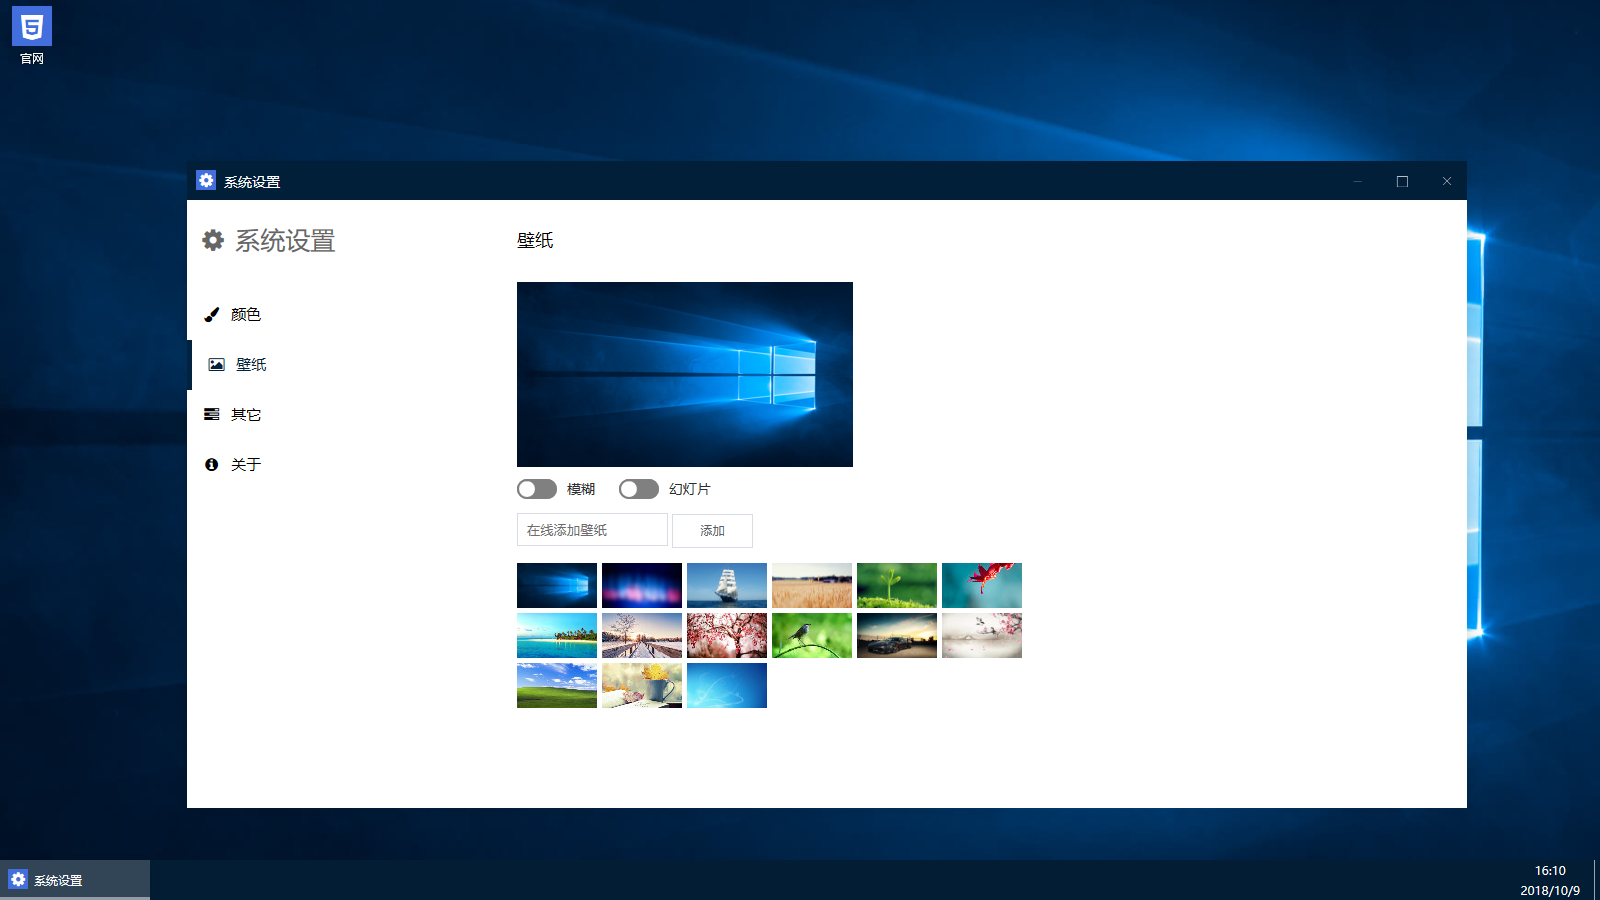 官网
系统设置
系统设置
壁纸
颜色
壁纸
其它
关于
模糊
幻灯片
在线添加壁纸
添加
系统设置
16:10
2018/10/9